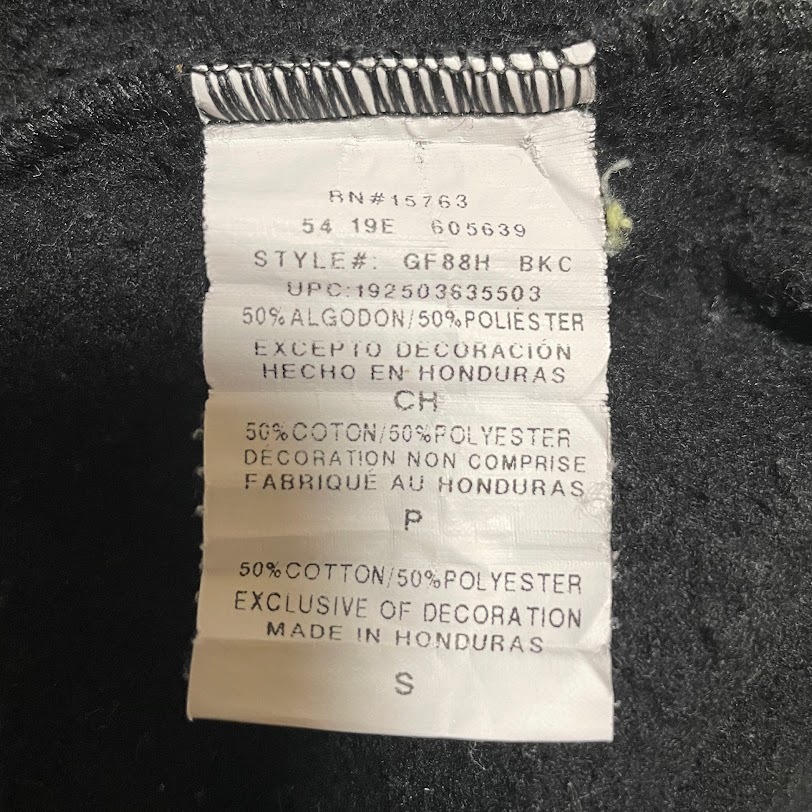 RN#15763
54 19E 605639
STYLE#: GF88H BKC
UPC:192503635503
50%ALGODON/50%POLIÉSTER
EXCEPTO DECORACIÓN
HECHO EN HONDURAS
CH
50%COTON/50%POLYESTER
DÉCORATION NON COMPRISE
FABRIQUÉ AU HONDURAS
P
50%COTTON/50%POLYESTER
EXCLUSIVE OF DECORATION
MADE IN HONDURAS
S